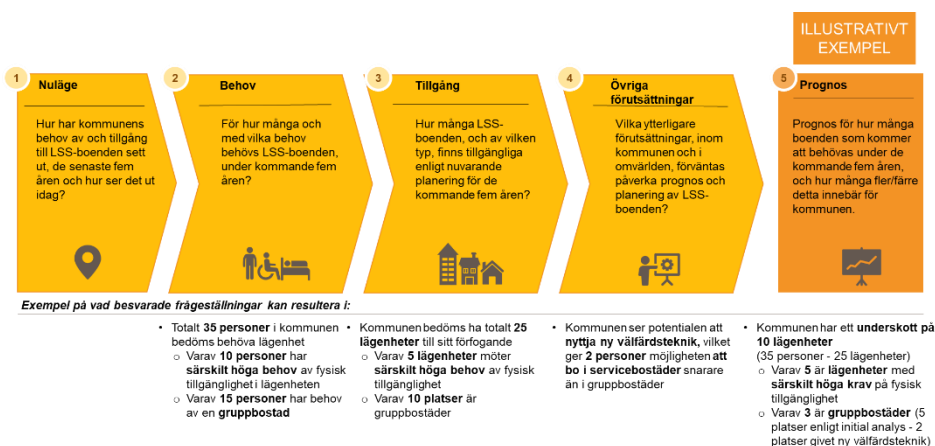 ILLUSTRATIVT
EXEMPEL
1
Nuläge
Hur har kommunens
behov av och tillgång
till LSS-boenden sett
ut, de senaste fem
åren och hur ser det ut
idag?
2
Behov
För hur många och
med vilka behov
behövs LSS-boenden,
under kommande fem
åren?
3
Tillgång
Hur många LSS-
boenden, och av vilken
typ, finns tillgängliga
enligt nuvarande
planering för de
kommande fem åren?
4
Övriga
förutsättningar
Vilka ytterligare
förutsättningar, inom
kommunen och i
omvärlden, förväntas
påverka prognos och
planering av LSS-
boenden?
5
Prognos
Prognos för hur många
boenden som kommer
att behövas under de
kommande fem åren,
och hur många fler/färre
detta innebär för
kommunen.
Exempel på vad besvarade frågeställningar kan resultera i:
• Totalt 35 personer i kommunen
bedöms behöva lägenhet
o Varav 10 personer har
särskilt höga behov av fysisk
tillgänglighet i lägenheten
o Varav 15 personer har behov
av en gruppbostad
• Kommunen bedöms ha totalt 25
lägenheter till sitt förfogande
o Varav 5 lägenheter möter
särskilt höga behov av fysisk
tillgänglighet
o Varav 10 platser är
gruppbostäder
• Kommunen ser potentialen att
nyttja ny välfärdsteknik, vilket
ger 2 personer möjligheten att
bo i servicebostäder snarare
än i gruppbostäder
• Kommunen har ett underskott på
10 lägenheter
(35 personer - 25 lägenheter)
o Varav 5 är lägenheter med
särskilt höga krav på fysisk
tillgänglighet
o Varav 3 är gruppbostäder (5
platser enligt initial analys - 2
platser givet ny välfärdsteknik)